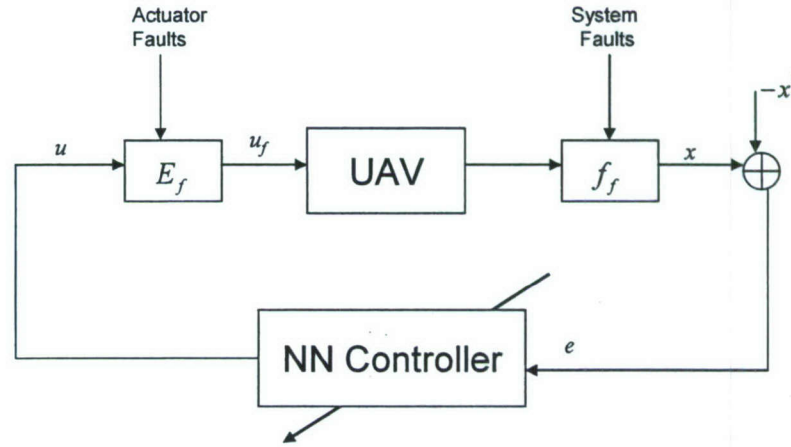 Actuator
Faults
System
Faults
-x
u
E_f
u_f
UAV
f_f
x
NN Controller
e